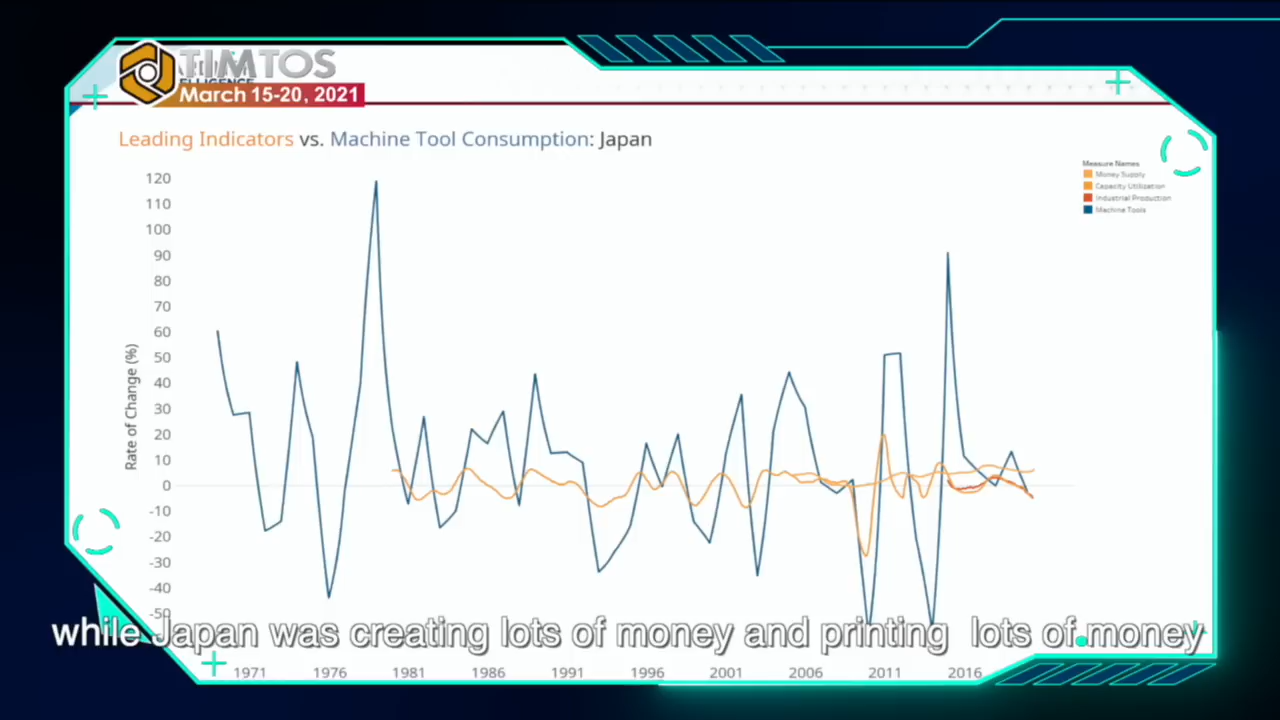 TIMTOS
March 15-20, 2021
Leading Indicators vs. Machine Tool Consumption: Japan
Measure Names
Money Supply
Capacity Utilization
Industrial Production
Machine Tools
Rate of Change (%)
120
110
100
90
80
70
60
50
40
30
20
10
0
-10
-20
-30
-40
-50
while Japan was creating lots of money and printing lots of money
1971 1976 1981 1986 1991 1996 2001 2006 2011 2016